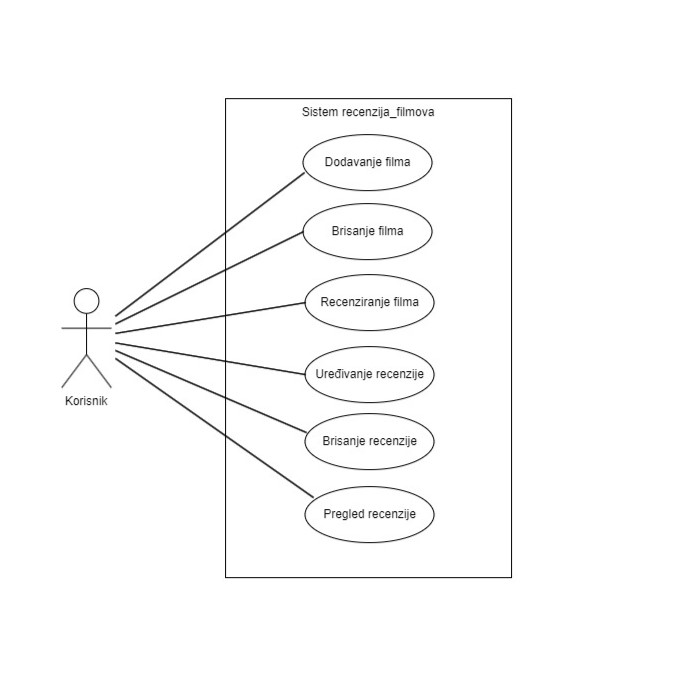 Sistem recenzija_filmova
Dodavanje filma
Brisanje filma
Recenziranje filma
Uređivanje recenzije
Brisanje recenzije
Pregled recenzije
Korisnik